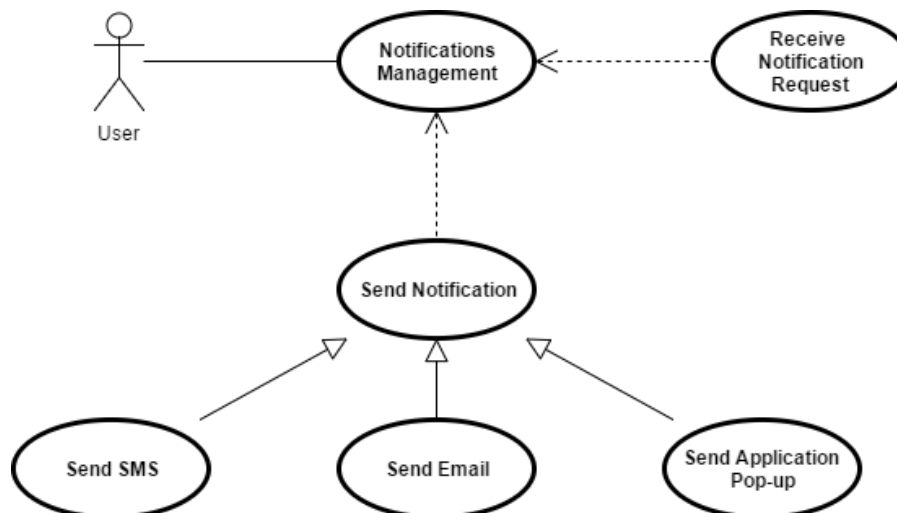 Notifications
Management
Receive
Notification
Request
User
Send Notification
Send SMS
Send Email
Send Application
Pop-up